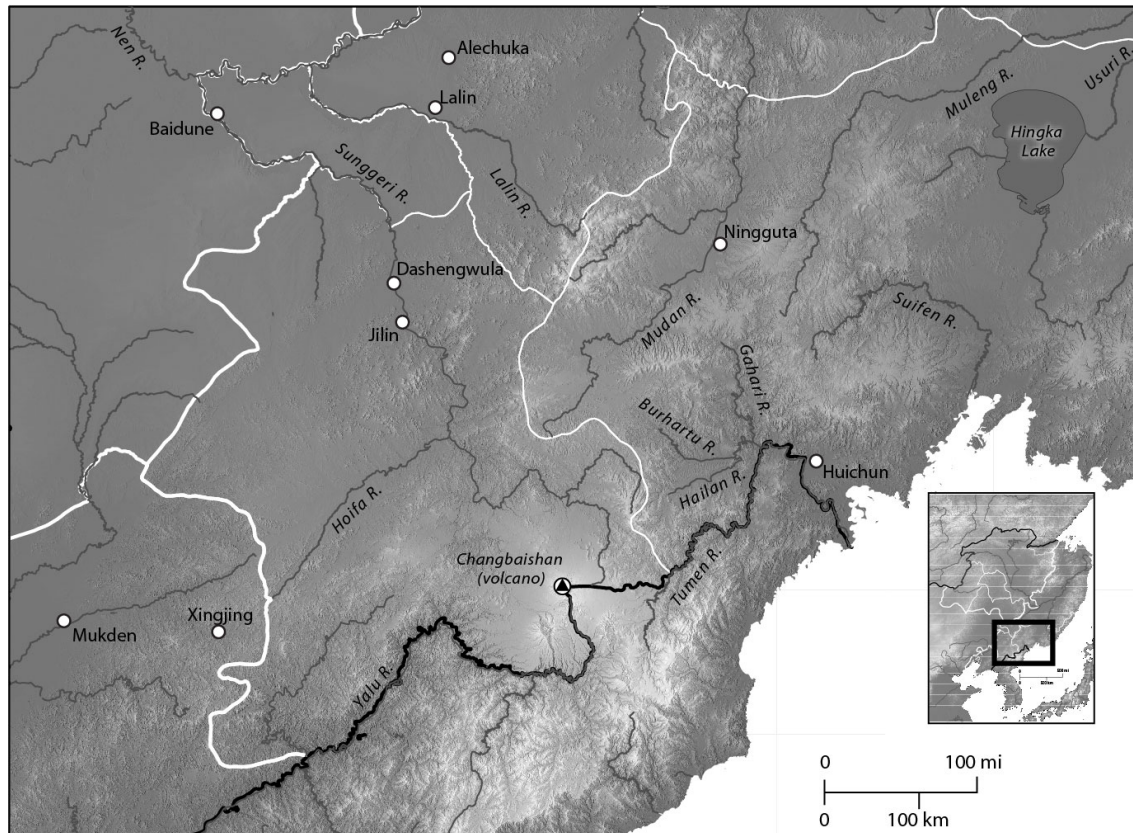 Nen R.
Alechuka
Lalin
Baidune
Sunggeri R.
Lalin R.
Muleng R.
Usuri R.
Hingka
Lake
Ningguta
Dashengwula
Jilin
Mudan R.
Suifen R.
Gahari R.
Burhartu R.
Hailan R.
Huichun
Hoifa R.
Changbaishan
(volcano)
Tumen R.
Mukden
Xingjing
Yalu R.
0 100 mi
0 100 km